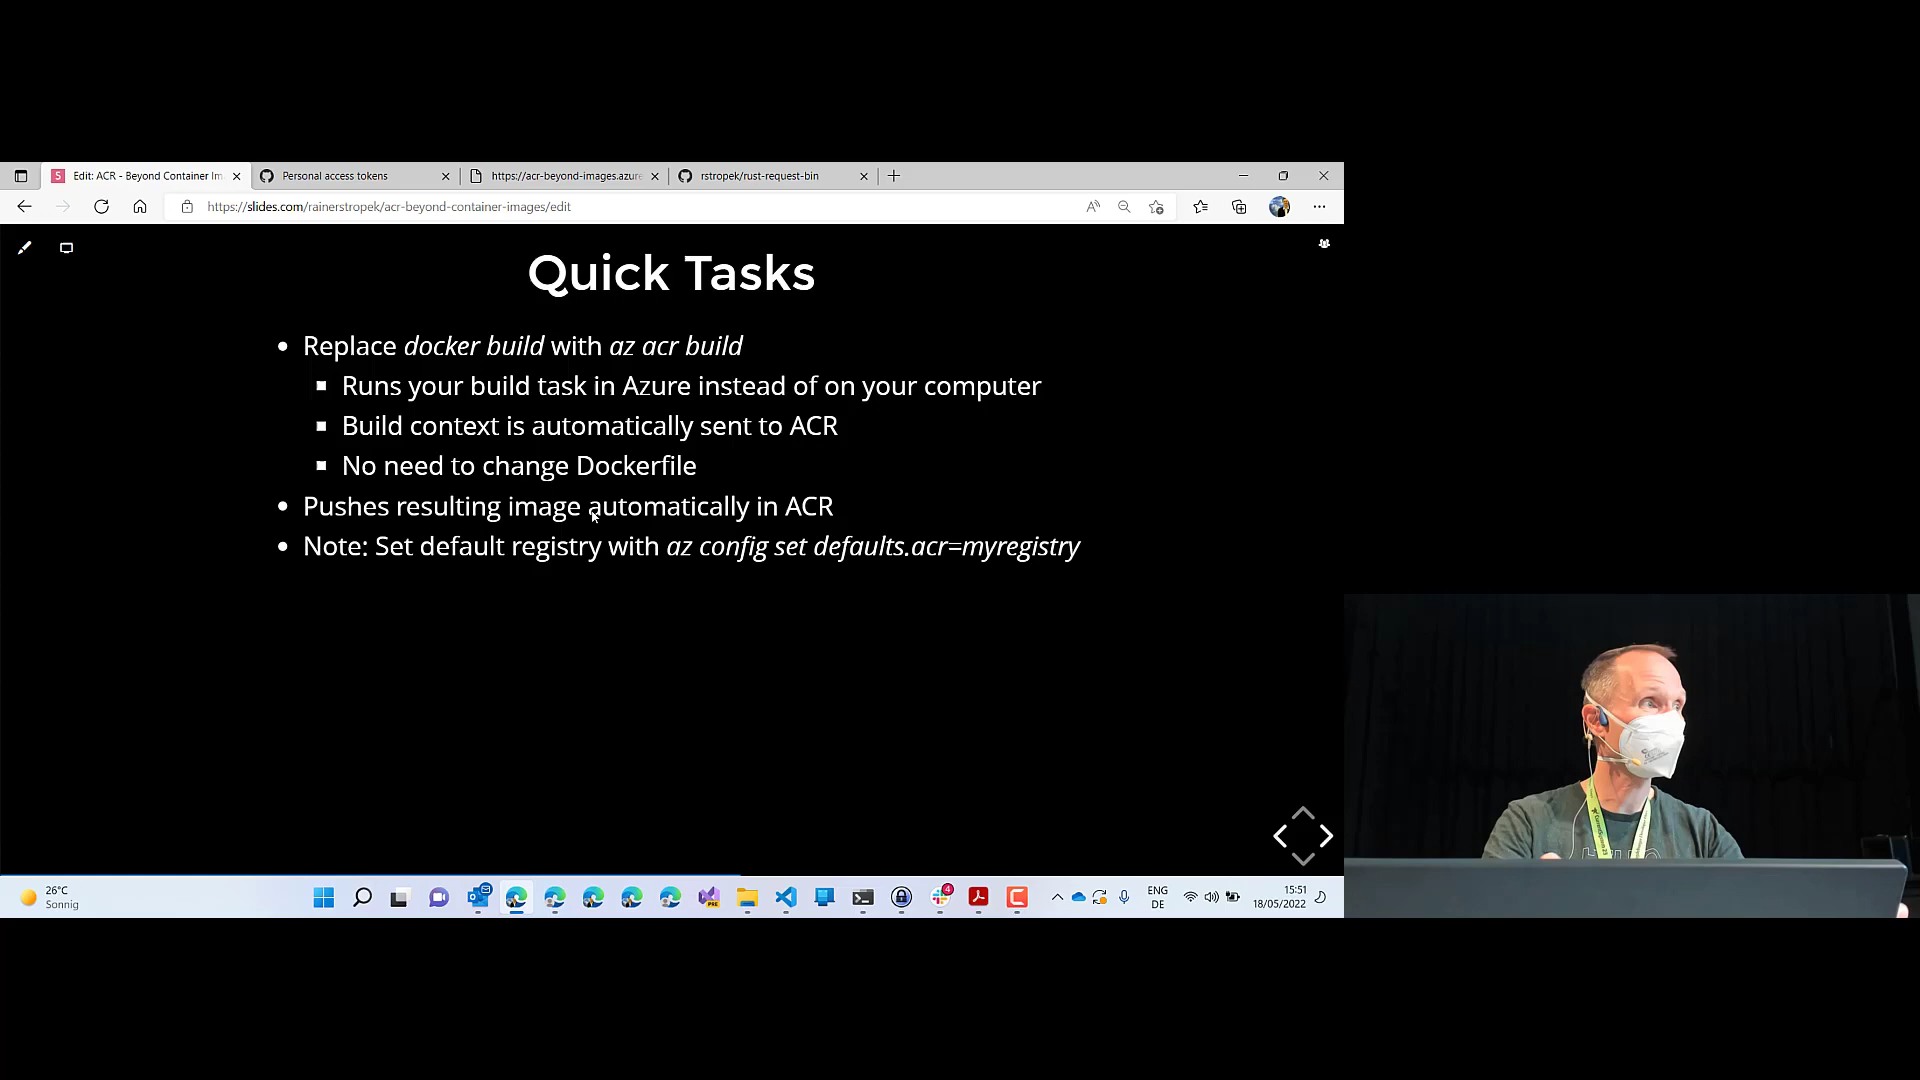 Edit: ACR - Beyond Container Im
Personal access tokens
https://acr-beyond-images.azure
rstropek/rust-request-bin
https://slides.com/rainerstropek/acr-beyond-container-images/edit
Quick Tasks
Replace docker build with az acr build
Runs your build task in Azure instead of on your computer
Build context is automatically sent to ACR
No need to change Dockerfile
Pushes resulting image automatically in ACR
Note: Set default registry with az config set defaults.acr=myregistry
26°C
Sonnig
PRE
4
ENG
DE
15:51
18/05/2022